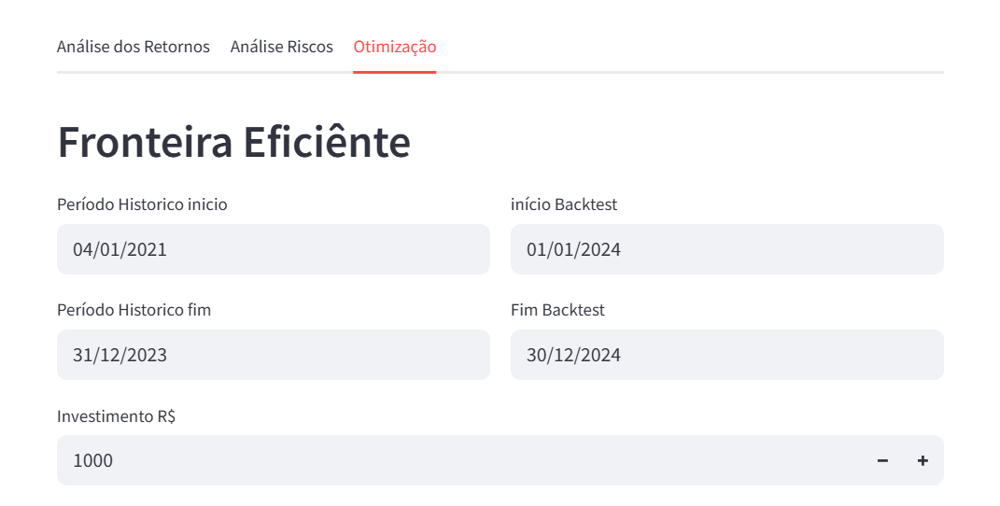 Análise dos Retornos Análise Riscos Otimização
Fronteira Eficiênte
Período Historico inicio
04/01/2021
início Backtest
01/01/2024
Período Historico fim
31/12/2023
Fim Backtest
30/12/2024
Investimento R$
1000 − +